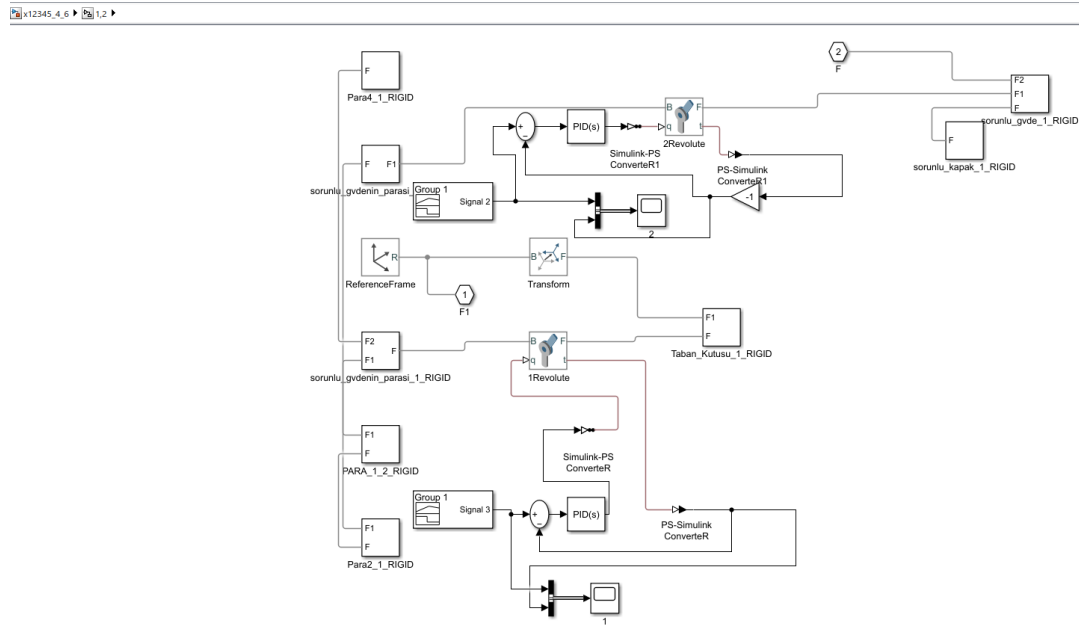 x12345_4_6 1,2
F
Para4_1_RIGID
2
F
F2
F1
F
sorunlu_gvde_1_RIGID
F
sorunlu_kapak_1_RIGID
B F
q t
2Revolute
+
−
PID(s)
Simulink-PS
ConverteR1
PS-Simulink
ConverteR1
F F1
sorunlu_gvdenin_parasi
Group 1
Signal 2
-1
2
R
ReferenceFrame
B F
Transform
1
F1
F1
F
Taban_Kutusu_1_RIGID
F2
F
F1
sorunlu_gvdenin_parasi_1_RIGID
B F
q t
1Revolute
Simulink-PS
ConverteR
F1
F
PARA_1_2_RIGID
Group 1
Signal 3
+
−
PID(s)
PS-Simulink
ConverteR
F1
F
Para2_1_RIGID
1